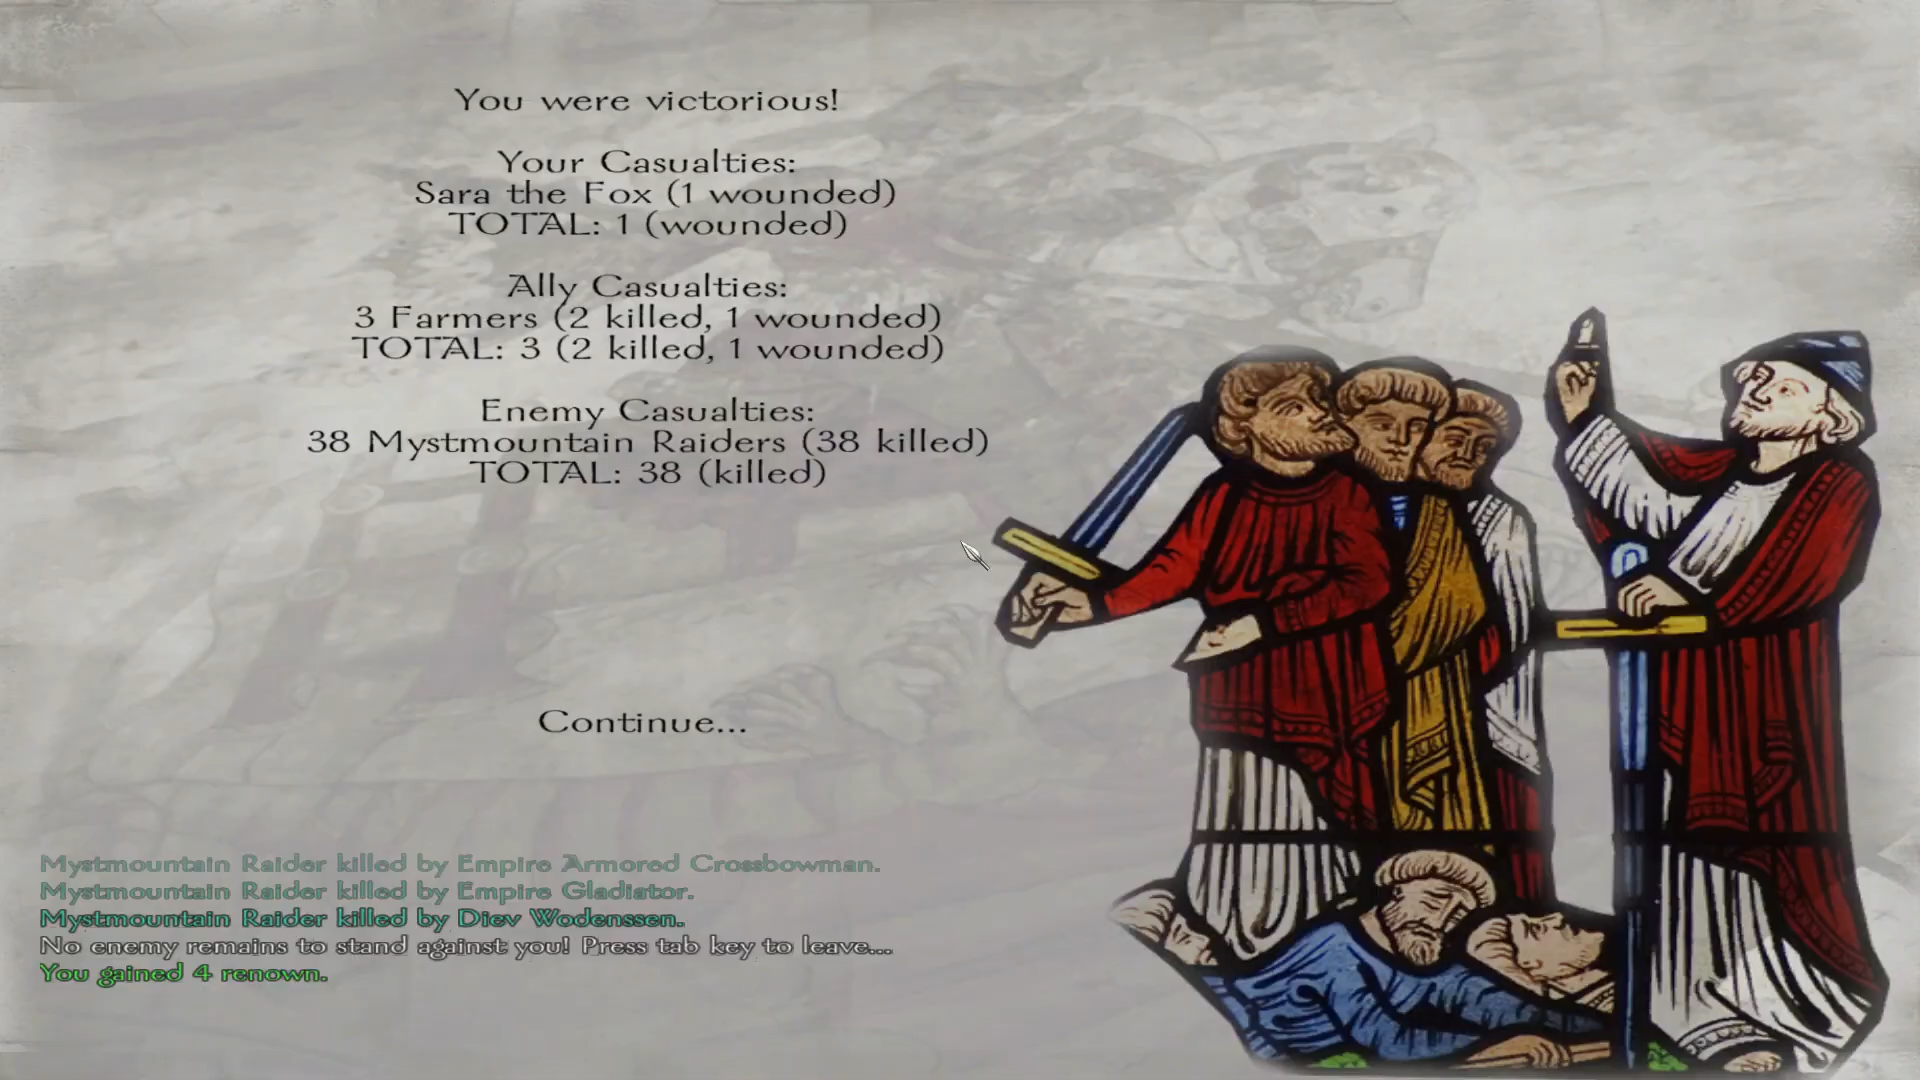 You were victorious!
Your Casualties:
Sara the Fox (1 wounded)
TOTAL: 1 (wounded)
Ally Casualties:
3 Farmers (2 killed, 1 wounded)
TOTAL: 3 (2 killed, 1 wounded)
Enemy Casualties:
38 Mystmountain Raiders (38 killed)
TOTAL: 38 (killed)
Continue...
Mystmountain Raider killed by Empire Armored Crossbowman.
Mystmountain Raider killed by Empire Gladiator.
Mystmountain Raider killed by Diev Wodenssen.
No enemy remains to stand against you! Press tab key to leave...
You gained 4 renown.